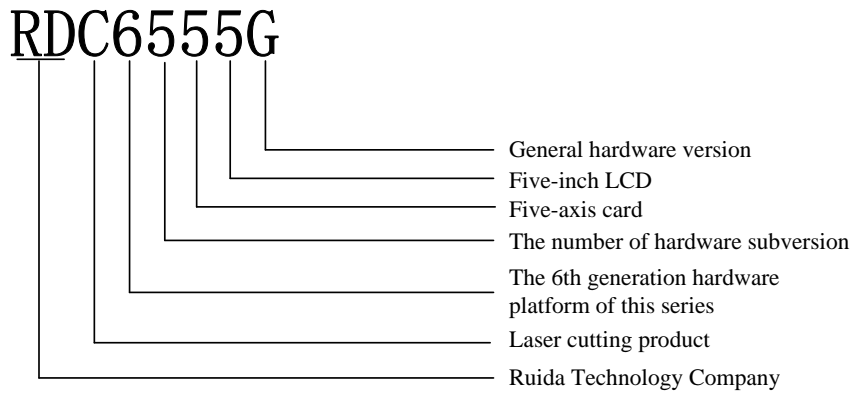 RDC6555G
General hardware version
Five-inch LCD
Five-axis card
The number of hardware subversion
The 6th generation hardware
platform of this series
Laser cutting product
Ruida Technology Company